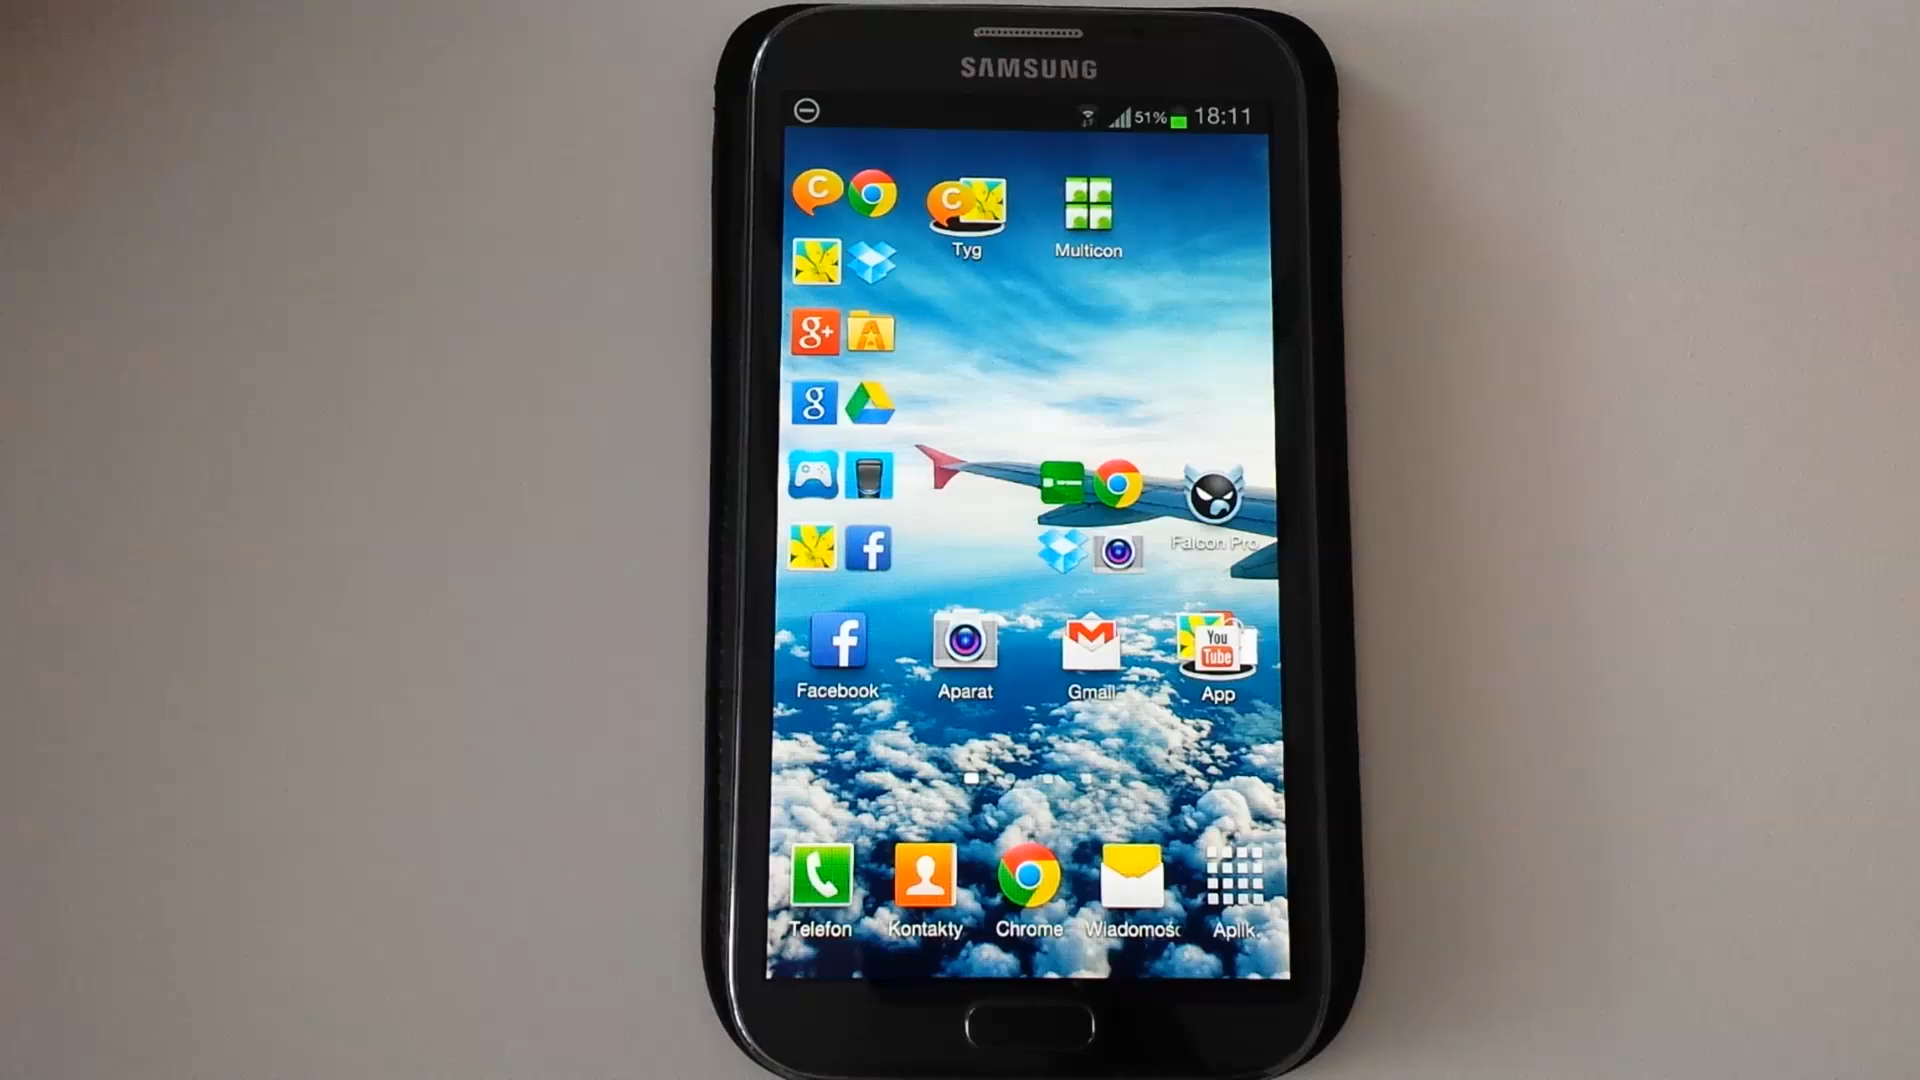 SAMSUNG
51% 18:11
C
C
Tyg
Multicon
g+
A
g
f
Falcon Pro
You
Tube
f
Facebook
Aparat
Gmail
App
Telefon
Kontakty
Chrome
Wiadomośc
Aplik.